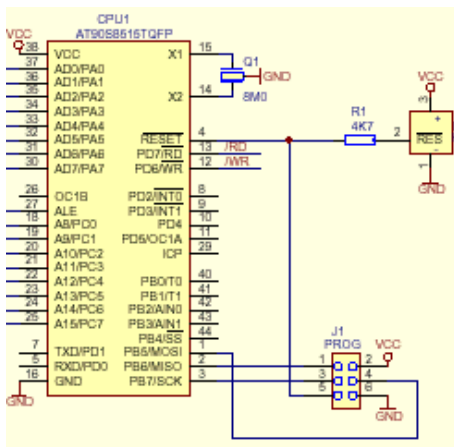 CPU1
AT90S8515TQFP
VCC
38 VCC X1 15
37 AD0/PA0
36 AD1/PA1
35 AD2/PA2 X2 14
34 AD3/PA3
33 AD4/PA4
32 AD5/PA5 RESET 4
31 AD6/PA6 PD7/RD 13 /RD
30 AD7/PA7 PD6/WR 12 /WR
Q1
GND
8M0
R1
4K7
VCC
3
+
2 RES
-
1
GND
26 OC1B PD2/INT0 8
27 ALE PD3/INT1 9
18 A8/PC0 PD4 10
19 A9/PC1 PD5/OC1A 11
20 A10/PC2 ICP 29
21 A11/PC3
22 A12/PC4 PB0/T0 40
23 A13/PC5 PB1/T1 41
24 A14/PC6 PB2/AIN0 42
25 A15/PC7 PB3/AIN1 43
PB4/SS 44
7 TXD/PD1 PB5/MOSI 1
5 RXD/PD0 PB6/MISO 2
16 GND PB7/SCK 3
GND
J1
PROG
VCC
1 2
3 4
5 6
GND